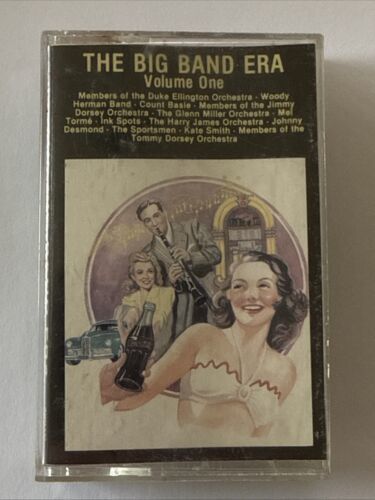 THE BIG BAND ERA
Volume One
Members of the Duke Ellington Orchestra - Woody
Herman Band - Count Basie - Members of the Jimmy
Dorsey Orchestra - The Glenn Miller Orchestra - Mel
Tormé - Ink Spots - The Harry James Orchestra - Johnny
Desmond - The Sportsmen - Kate Smith - Members of the
Tommy Dorsey Orchestra